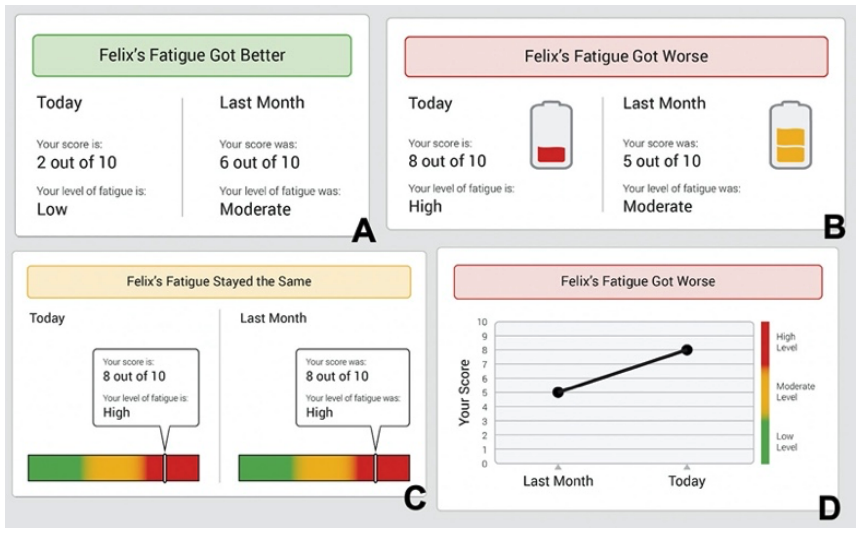 Felix's Fatigue Got Better
Today
Your score is:
2 out of 10
Your level of fatigue is:
Low
Last Month
Your score was:
6 out of 10
Your level of fatigue was:
Moderate
A
Felix's Fatigue Got Worse
Today
Your score is:
8 out of 10
Your level of fatigue is:
High
Last Month
Your score was:
5 out of 10
Your level of fatigue was:
Moderate
B
Felix's Fatigue Stayed the Same
Today
Your score is:
8 out of 10
Your level of fatigue is:
High
Last Month
Your score was:
8 out of 10
Your level of fatigue was:
High
C
Felix's Fatigue Got Worse
Your Score
10
9
8
7
6
5
4
3
2
1
0
Last Month
Today
High
Level
Moderate
Level
Low
Level
D